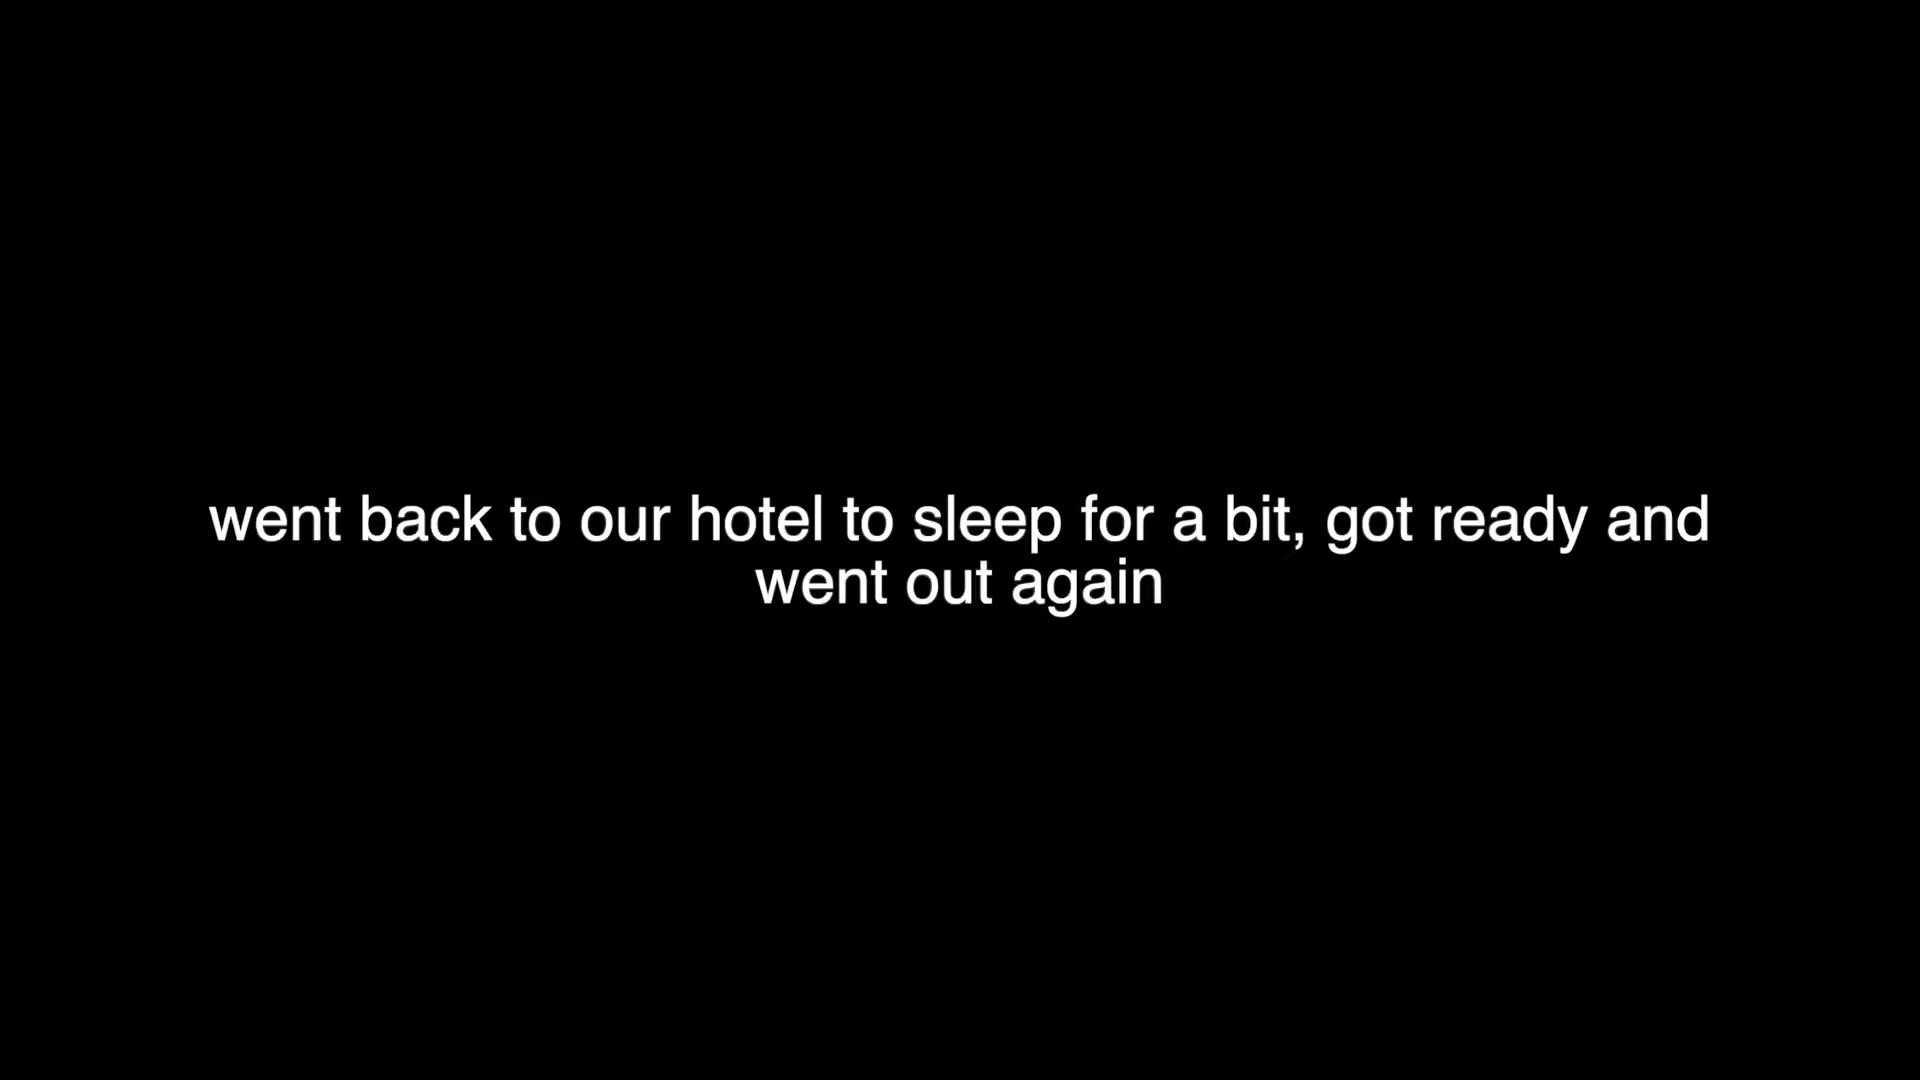 went back to our hotel to sleep for a bit, got ready and
went out again